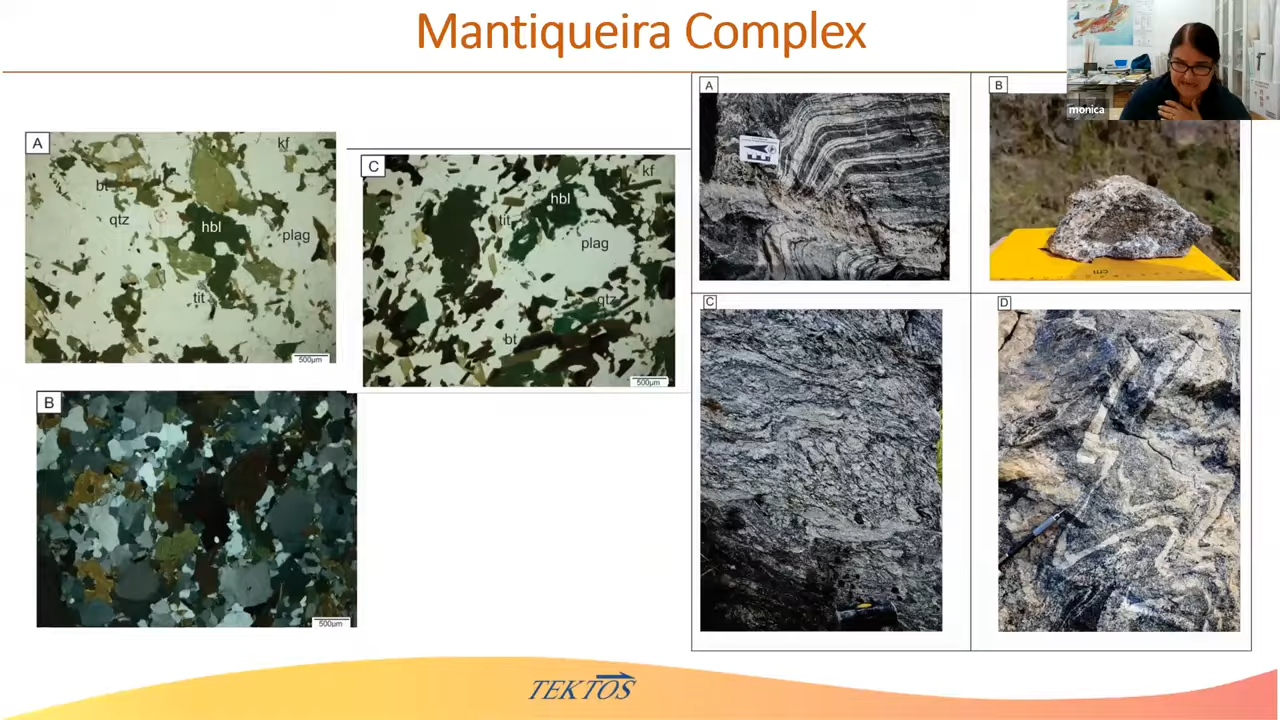 Mantiqueira Complex
monica
A
kf
bt
qtz
hbl
plag
tit
500µm
C
kf
hbl
tit
plag
qtz
bt
500µm
B
500µm
A
B
cm
C
D
TEKTOS